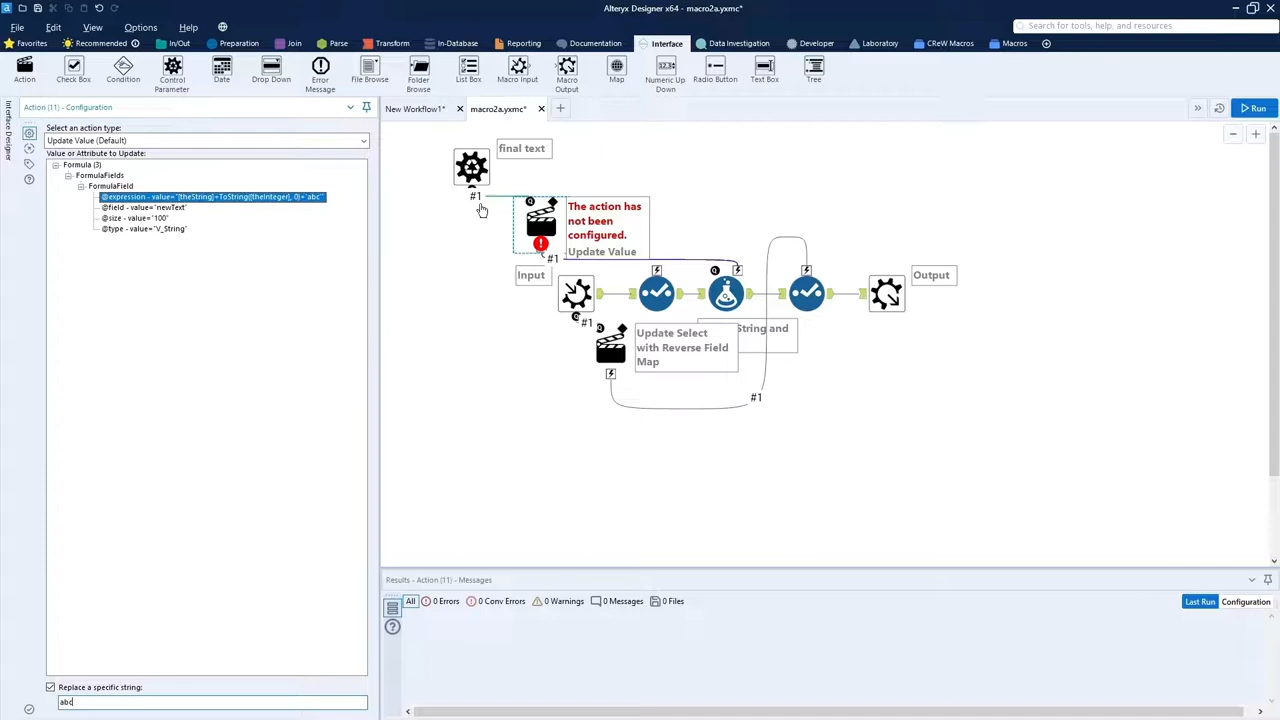 Alteryx Designer x64 - macro2a.yxmc*
File Edit View Options Help
Search for tools, help, and resources
Favorites Recommended In/Out Preparation Join Parse Transform In-Database Reporting Documentation Interface Data Investigation Developer Laboratory CReW Macros Macros
Action Check Box Condition Control Parameter Date Drop Down Error Message File Browse Folder Browse List Box Macro Input Macro Output Map Numeric Up Down Radio Button Text Box Tree
Interface Designer
Action (11) - Configuration
New Workflow1*
macro2a.yxmc*
Run
Select an action type:
Update Value (Default)
Value or Attribute to Update:
Formula (3)
FormulaFields
FormulaField
@expression - value="[theString]+ToString([theInteger], 0)+'abc'"
@field - value="newText"
@size - value="100"
@type - value="V_String"
final text
#1
The action has
not been
configured.
Update Value
#1
Input
Output
#1
String and
Update Select
with Reverse Field
Map
#1
Results - Action (11) - Messages
All 0 Errors 0 Conv Errors 0 Warnings 0 Messages 0 Files
Last Run Configuration
Replace a specific string:
abc